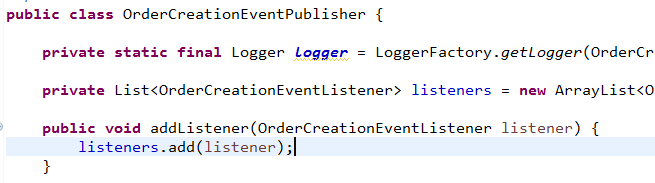 public class OrderCreationEventPublisher {
private static final Logger logger = LoggerFactory.getLogger(OrderCr
private List<OrderCreationEventListener> listeners = new ArrayList<O
public void addListener(OrderCreationEventListener listener) {
listeners.add(listener);
}